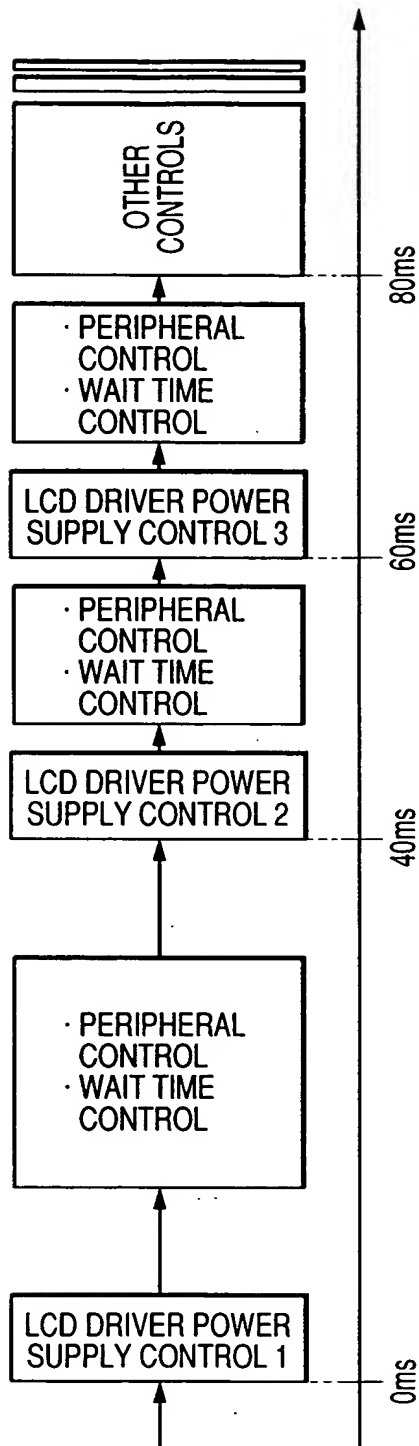 OTHER
CONTROLS
80ms
· PERIPHERAL
CONTROL
· WAIT TIME
CONTROL
LCD DRIVER POWER
SUPPLY CONTROL 3
60ms
· PERIPHERAL
CONTROL
· WAIT TIME
CONTROL
LCD DRIVER POWER
SUPPLY CONTROL 2
40ms
· PERIPHERAL
CONTROL
· WAIT TIME
CONTROL
LCD DRIVER POWER
SUPPLY CONTROL 1
0ms